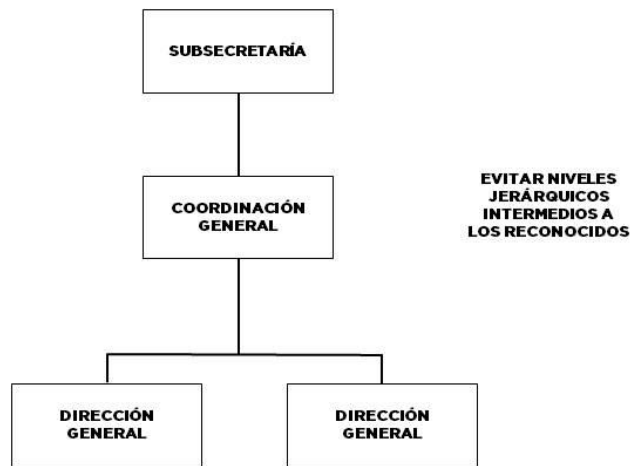 SUBSECRETARÍA
COORDINACIÓN
GENERAL
EVITAR NIVELES
JERÁRQUICOS
INTERMEDIOS A
LOS RECONOCIDOS
DIRECCIÓN
GENERAL
DIRECCIÓN
GENERAL